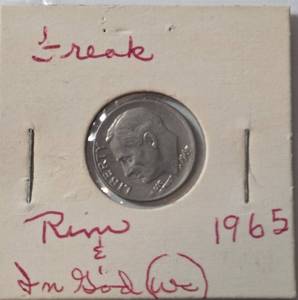 Freak
LIBERTY
Rim
1965
&
In God (we)